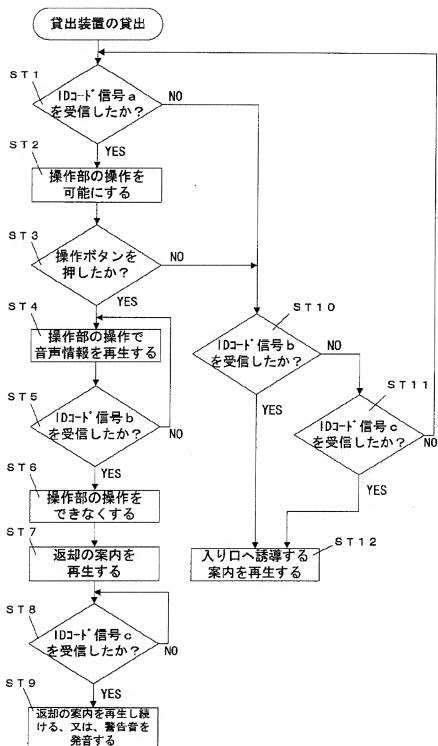 貸出装置の貸出
ST1
IDコード信号a
を受信したか?
NO
YES
ST2
操作部の操作を
可能にする
ST3
操作ボタンを
押したか?
NO
YES
ST4
操作部の操作で
音声情報を再生する
ST5
IDコード信号b
を受信したか?
NO
YES
ST6
操作部の操作を
できなくする
ST7
返却の案内を
再生する
ST8
IDコード信号c
を受信したか?
NO
YES
ST9
返却の案内を再生し続
ける、又は、警告音を
発音する
ST10
IDコード信号b
を受信したか?
NO
YES
ST11
IDコード信号c
を受信したか?
NO
YES
ST12
入り口へ誘導する
案内を再生する